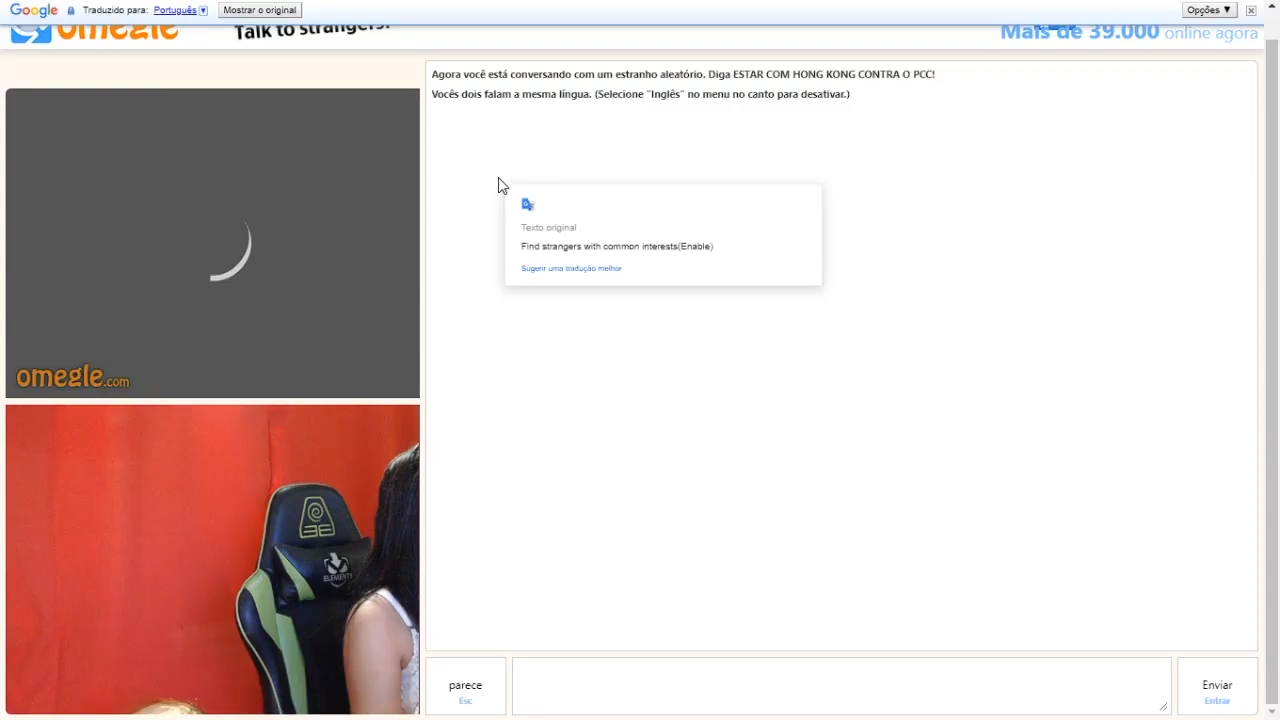 Google Traduzido para: Português Mostrar o original Opções ▼
omegle Talk to strangers! Mais de 39.000 online agora
Agora você está conversando com um estranho aleatório. Diga ESTAR COM HONG KONG CONTRA O PCC!
Vocês dois falam a mesma língua. (Selecione "Inglês" no menu no canto para desativar.)
Texto original
Find strangers with common interests(Enable)
Sugerir uma tradução melhor
omegle.com
ELEMENTS
parece
Esc
Enviar
Entrar